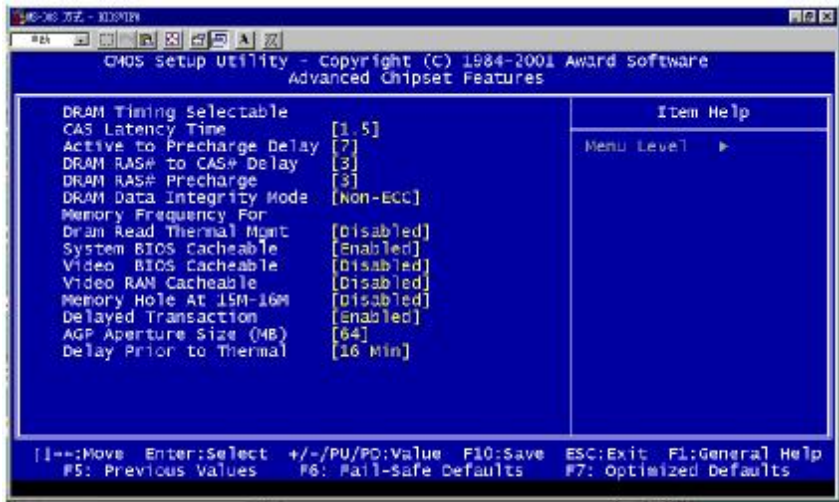 MS-DOS 方式
CMOS Setup Utility - Copyright (C) 1984-2001 Award Software
Advanced Chipset Features
DRAM Timing Selectable
CAS Latency Time [1.5]
Active to Precharge Delay [7]
DRAM RAS# to CAS# Delay [3]
DRAM RAS# Precharge [3]
DRAM Data Integrity Mode [Non-ECC]
Memory Frequency For
Dram Read Thermal Mgmt [Disabled]
System BIOS Cacheable [Enabled]
Video BIOS Cacheable [Disabled]
Video RAM Cacheable [Disabled]
Memory Hole At 15M-16M [Disabled]
Delayed Transaction [Enabled]
AGP Aperture Size (MB) [64]
Delay Prior to Thermal [16 Min]
Item Help
Menu Level ►
:Move Enter:Select +/-/PU/PD:Value F10:Save ESC:Exit F1:General Help
F5: Previous Values F6: Fail-Safe Defaults F7: Optimized Defaults